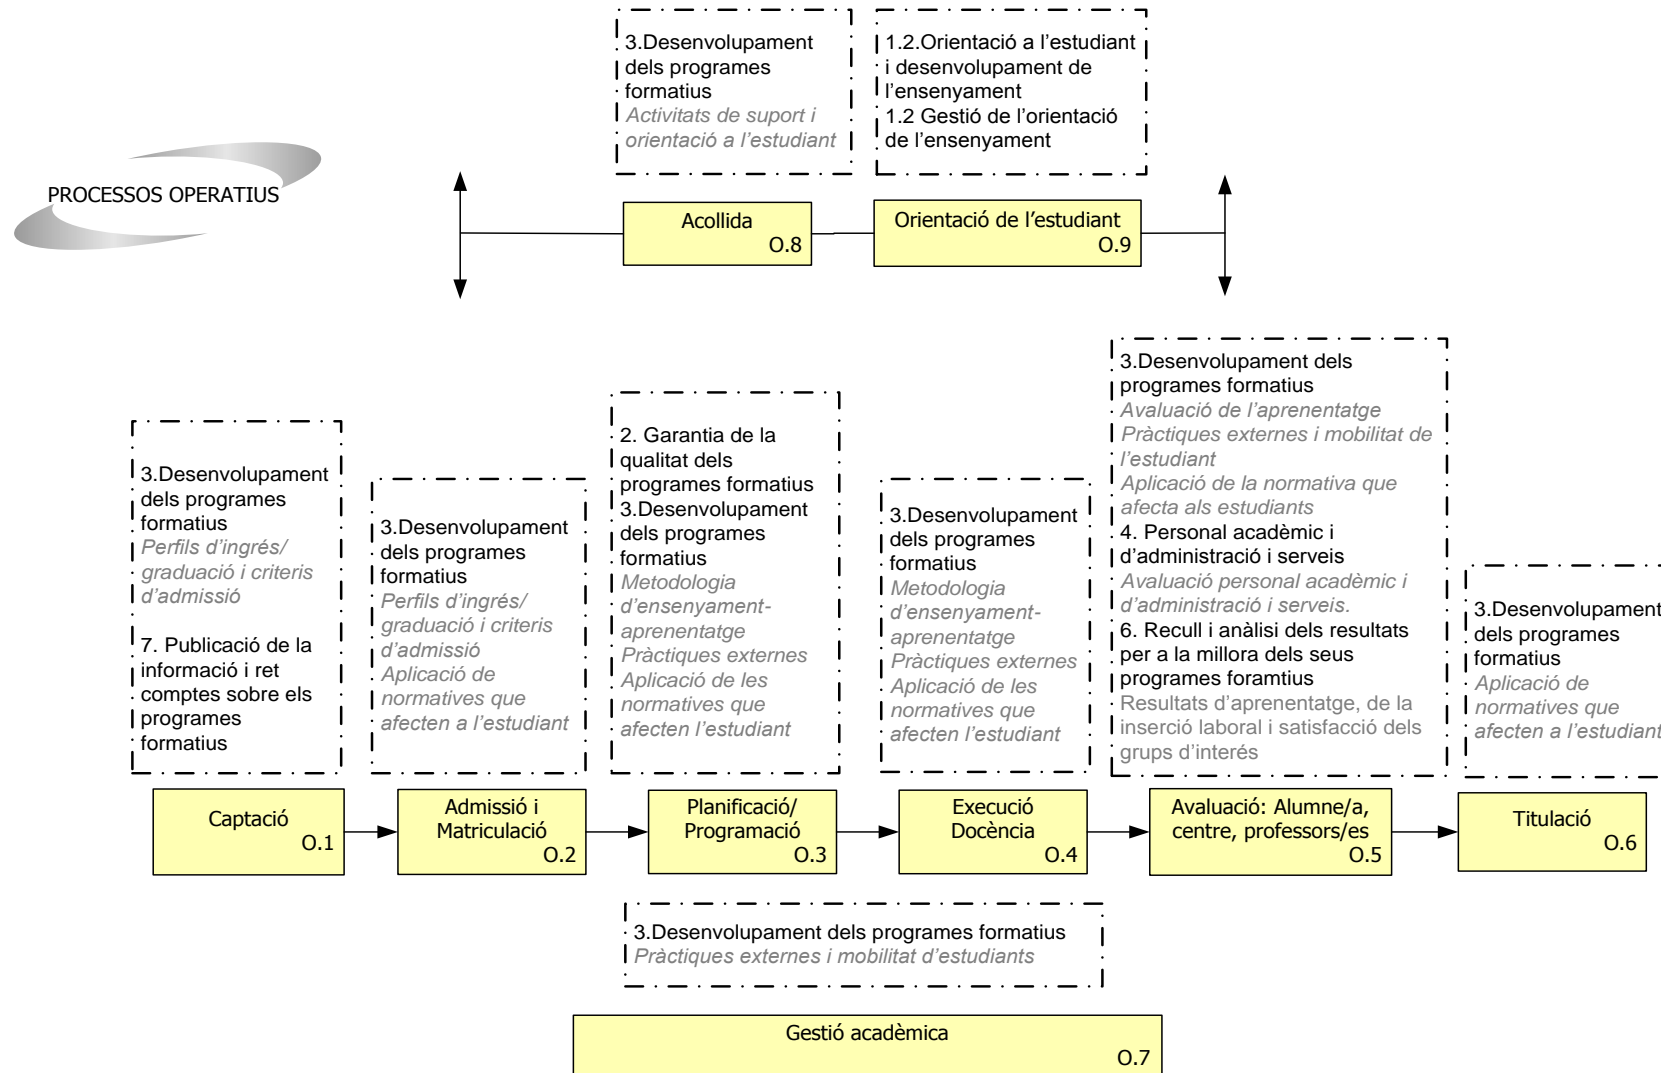 3.Desenvolupament
dels programes
formatius
Activitats de suport i
orientació a l’estudiant
1.2.Orientació a l’estudiant
i desenvolupament de
l’ensenyament
1.2 Gestió de l’orientació
de l’ensenyament
PROCESSOS OPERATIUS
Acollida
O.8
Orientació de l’estudiant
O.9
3.Desenvolupament
dels programes
formatius
Perfils d’ingrés/
graduació i criteris
d’admissió
7. Publicació de la
informació i ret
comptes sobre els
programes
formatius
3.Desenvolupament
dels programes
formatius
Perfils d’ingrés/
graduació i criteris
d’admissió
Aplicació de
normatives que
afecten a l’estudiant
2. Garantia de la
qualitat dels
programes formatius
3.Desenvolupament
dels programes
formatius
Metodologia
d’ensenyament-
aprenentatge
Pràctiques externes
Aplicació de les
normatives que
afecten l’estudiant
3.Desenvolupament
dels programes
formatius
Metodologia
d’ensenyament-
aprenentatge
Pràctiques externes
Aplicació de les
normatives que
afecten l’estudiant
3.Desenvolupament dels
programes formatius
Avaluació de l’aprenentatge
Pràctiques externes i mobilitat de
l’estudiant
Aplicació de la normativa que
afecta als estudiants
4. Personal acadèmic i
d’administració i serveis
Avaluació personal acadèmic i
d’administració i serveis.
6. Recull i anàlisi dels resultats
per a la millora dels seus
programes foramtius
Resultats d’aprenentatge, de la
inserció laboral i satisfacció dels
grups d’interés
3.Desenvolupament
dels programes
formatius
Aplicació de
normatives que
afecten a l’estudiant
Captació
O.1
Admissió i
Matriculació
O.2
Planificació/
Programació
O.3
Execució
Docència
O.4
Avaluació: Alumne/a,
centre, professors/es
O.5
Titulació
O.6
3.Desenvolupament dels programes formatius
Pràctiques externes i mobilitat d’estudiants
Gestió acadèmica
O.7